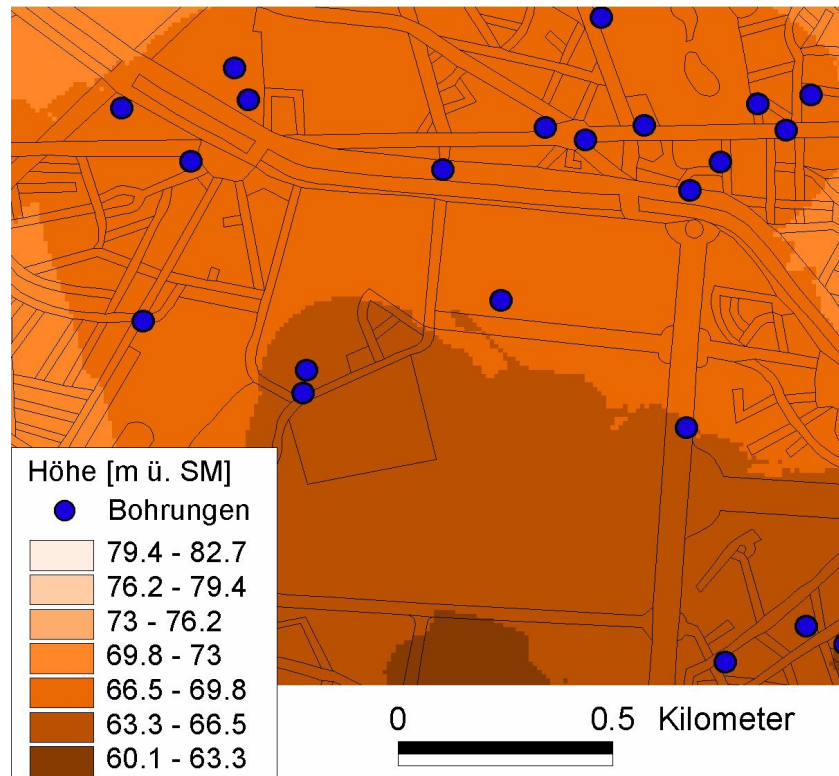 Höhe [m ü. SM]
Bohrungen
79.4 - 82.7
76.2 - 79.4
73 - 76.2
69.8 - 73
66.5 - 69.8
63.3 - 66.5
60.1 - 63.3
0 0.5 Kilometer